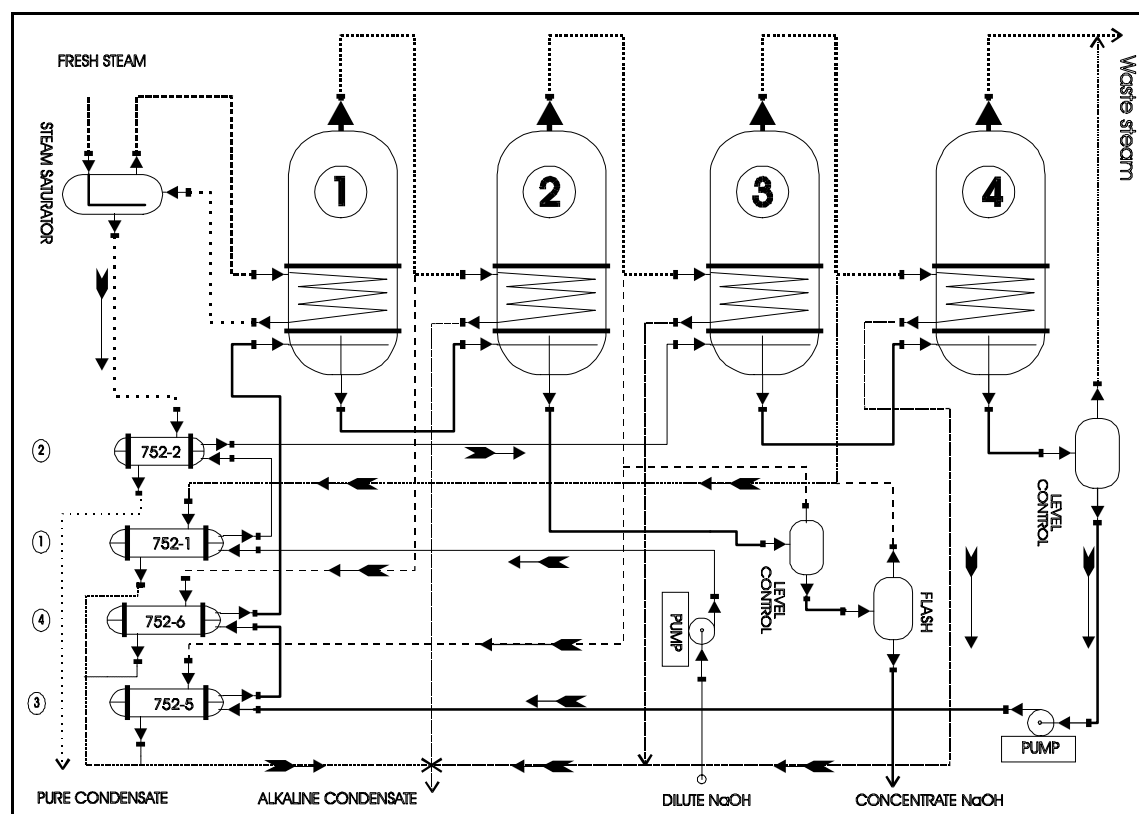 FRESH STEAM
STEAM SATURATOR
Waste steam
1
2
3
4
2
752-2
1
752-1
4
752-6
3
752-5
LEVEL
CONTROL
LEVEL
CONTROL
FLASH
PUMP
PUMP
PURE CONDENSATE
ALKALINE CONDENSATE
DILUTE NaOH
CONCENTRATE NaOH